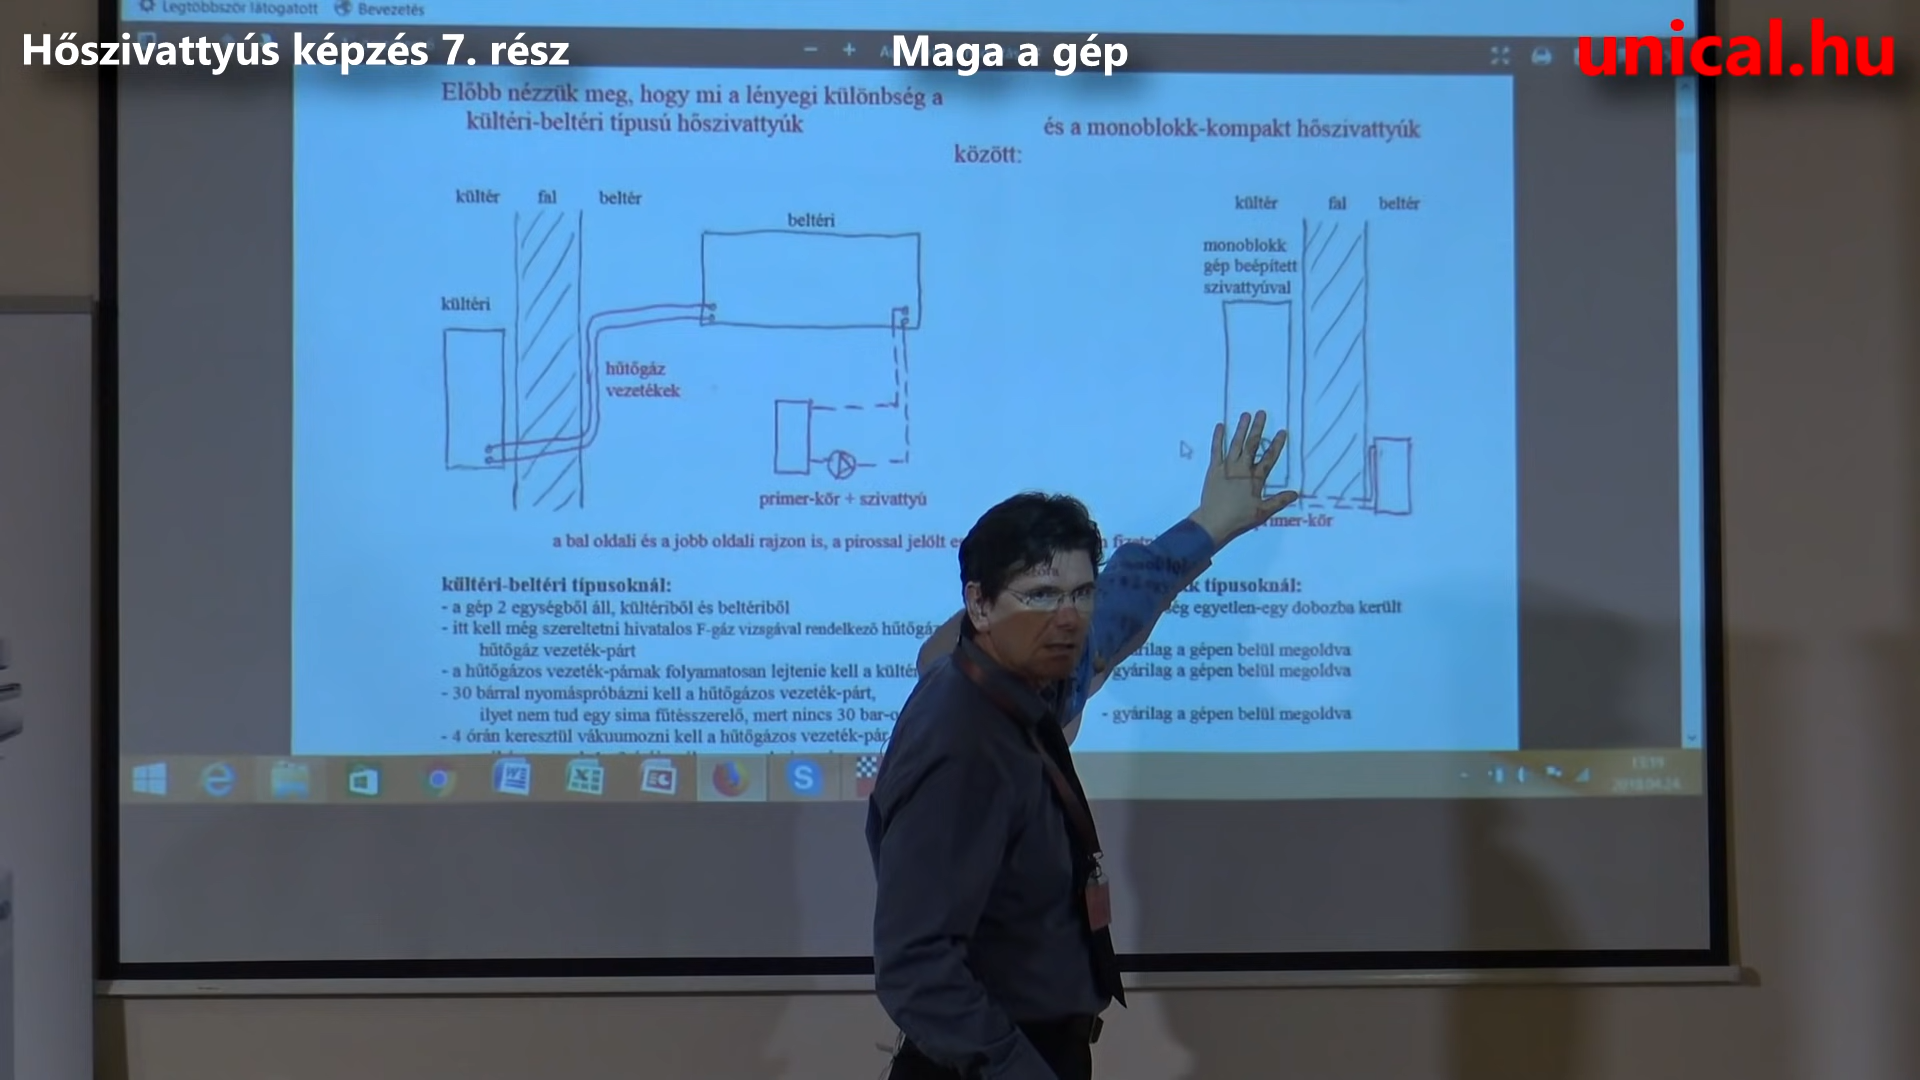 Legtöbbször látogatott Bevezetés
Hőszivattyús képzés 7. rész
Maga a gép
unical.hu
Előbb nézzük meg, hogy mi a lényegi különbség a
kültéri-beltéri típusú hőszivattyúk
és a monoblokk-kompakt hőszivattyúk
között:
kültér fal beltér
beltéri
kültéri
hűtőgáz
vezetékek
primer-kör + szivattyú
kültér fal beltér
monoblokk
gép beépített
szivattyúval
a bal oldali és a jobb oldali rajzon is, a pirossal jelölt
kültéri-beltéri típusoknál:
- a gép 2 egységből áll, kültériből és beltériből
- itt kell még szereltetni hivatalos F-gáz vizsgával rendelkező
hűtőgáz vezeték-párt
- a hűtőgázos vezeték-párnak folyamatosan lejtenie kell a
- 30 bárral nyomáspróbázni kell a hűtőgázos vezeték-párt,
ilyet nem tud egy sima fűtésszerelő, mert nincs 30
- 4 órán keresztül vákuumozni kell a hűtőgázos
típusoknál:
egyetlen-egy dobozba került
a gépen belül megoldva
gyárilag a gépen belül megoldva
- gyárilag a gépen belül megoldva